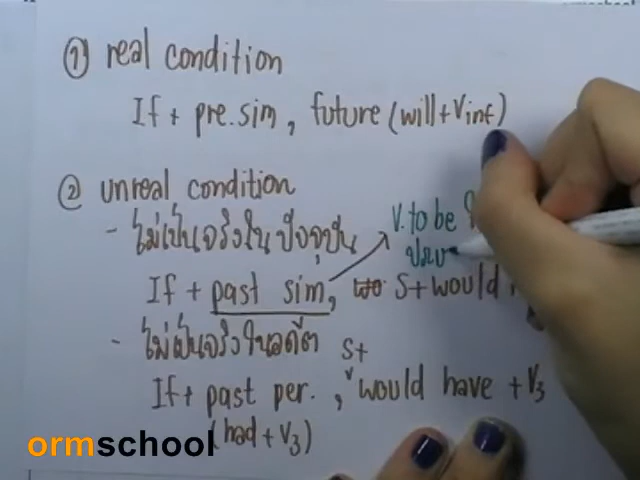 ① real condition
If + pre.sim, future (will+Vinf)
② unreal condition
- ไม่เป็นจริงใน ปัจจุบัน
v. to be
If + past sim, S+would
- ไม่เป็นจริงในอดีต S+
If+ past per. , would have + V3
(had + V3)
ormschool